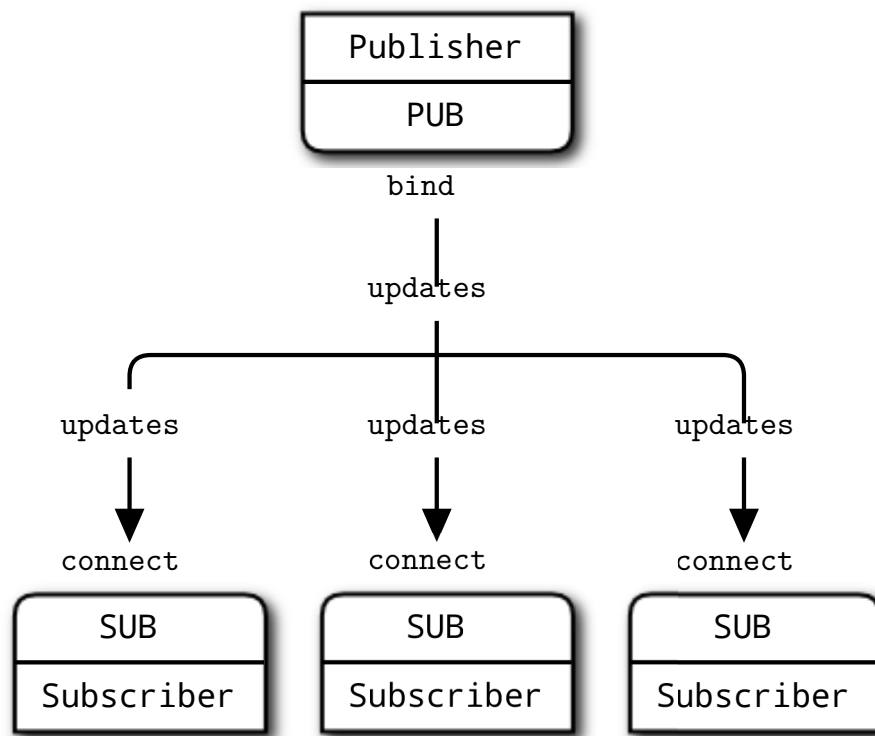 Publisher
PUB
bind
updates
updates updates updates
connect connect connect
SUB SUB SUB
Subscriber Subscriber Subscriber